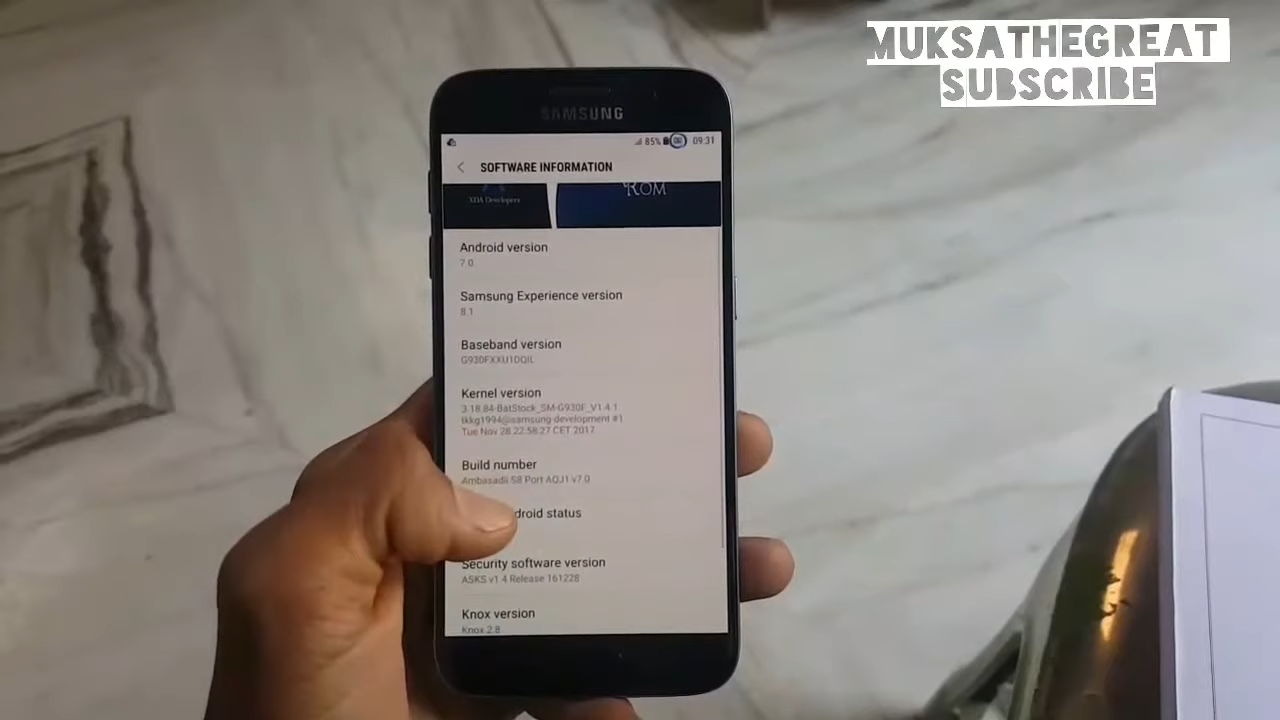 MUKSATHEGREAT
SUBSCRIBE
SAMSUNG
85% 09:31
SOFTWARE INFORMATION
XDA Developers
ROM
Android version
7.0
Samsung Experience version
8.1
Baseband version
G930FXXU1DQIL
Kernel version
3.18.84-BatStock_SM-G930F_V1.4.1
tkkg1994@samsung-development #1
Tue Nov 28 22:58:27 CET 2017
Build number
Ambasadii S8 Port AQJ1 v7.0
droid status
Security software version
ASKS v1.4 Release 161228
Knox version
Knox 2.8